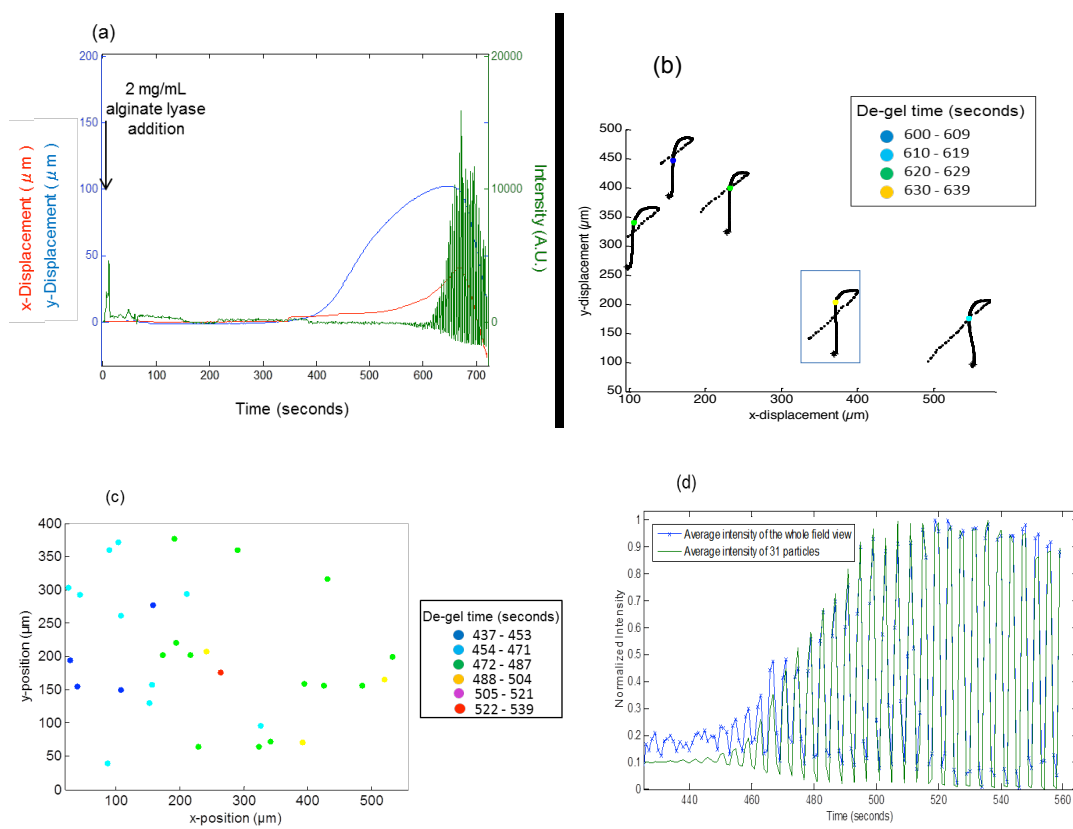 (a)
200
150
100
50
0
2 mg/mL
alginate lyase
addition
x-Displacement (μm)
y-Displacement (μm)
20000
10000
0
Intensity (A.U.)
0
100
200
300
400
500
600
700
Time (seconds)
(b)
De-gel time (seconds)
600 - 609
610 - 619
620 - 629
630 - 639
500
450
400
350
300
250
200
150
100
50
y-displacement (μm)
100
200
300
400
500
x-displacement (μm)
(c)
400
350
300
250
200
150
100
50
0
y-position (μm)
100
200
300
400
500
x-position (μm)
De-gel time (seconds)
437 - 453
454 - 471
472 - 487
488 - 504
505 - 521
522 - 539
(d)
1
0.9
0.8
0.7
0.6
0.5
0.4
0.3
0.2
0.1
0
Normalized Intensity
Average intensity of the whole field view
Average intensity of 31 particles
440
460
480
500
520
540
560
Time (seconds)